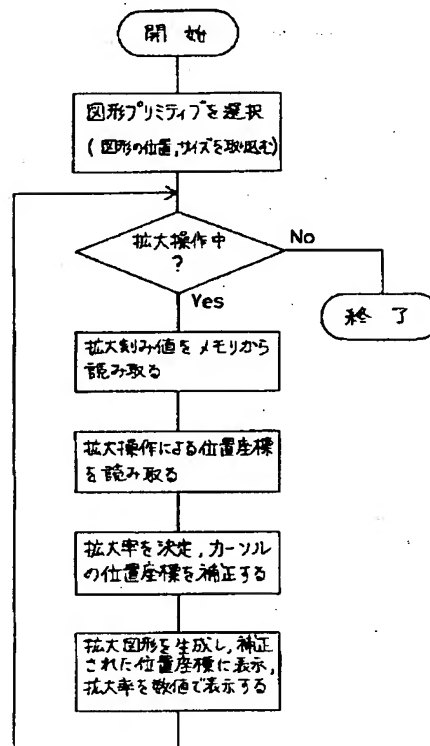 開始
図形プリミティブを選択
(図形の位置,サイズを取り込む)
拡大操作中
?
No
Yes
終了
拡大刻み値をメモリから
読み取る
拡大操作による位置座標
を読み取る
拡大率を決定,カーソル
の位置座標を補正する
拡大図形を生成し,補正
された位置座標に表示,
拡大率を数値で表示する